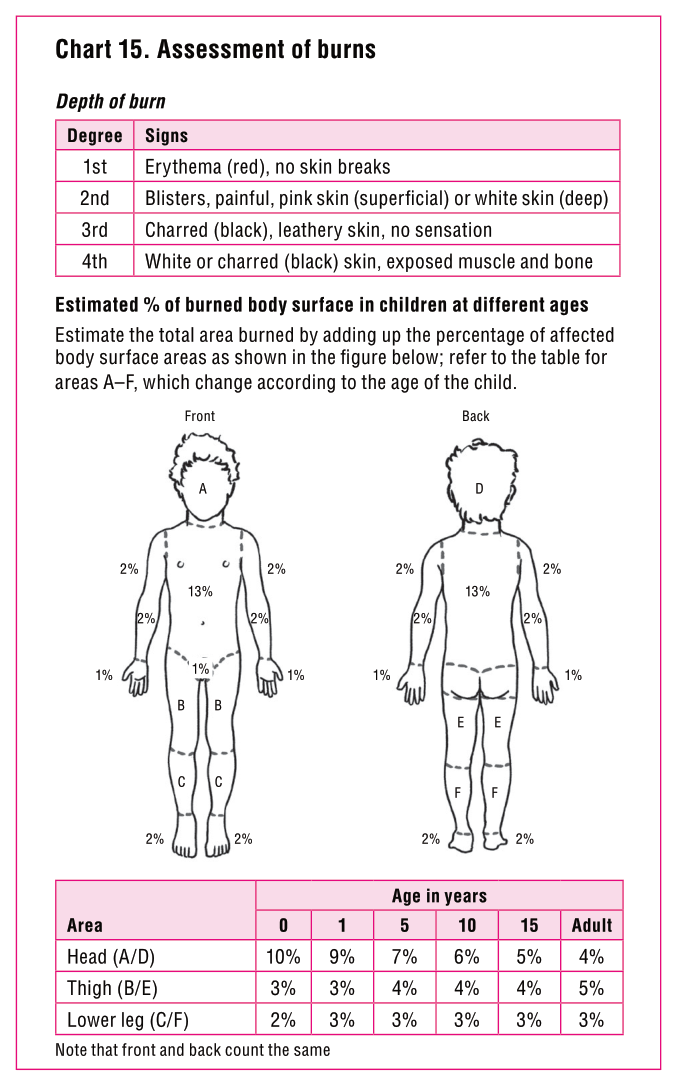 Chart 15. Assessment of burns
Depth of burn
Degree Signs
1st Erythema (red), no skin breaks
2nd Blisters, painful, pink skin (superficial) or white skin (deep)
3rd Charred (black), leathery skin, no sensation
4th White or charred (black) skin, exposed muscle and bone
Estimated % of burned body surface in children at different ages
Estimate the total area burned by adding up the percentage of affected
body surface areas as shown in the figure below; refer to the table for
areas A–F, which change according to the age of the child.
Front Back
A D
2% 2% 2% 2%
13% 13%
2% 2% 2% 2%
1% 1% 1% 1% 1%
B B E E
C C F F
2% 2% 2% 2%
Age in years
Area 0 1 5 10 15 Adult
Head (A/D) 10% 9% 7% 6% 5% 4%
Thigh (B/E) 3% 3% 4% 4% 4% 5%
Lower leg (C/F) 2% 3% 3% 3% 3% 3%
Note that front and back count the same